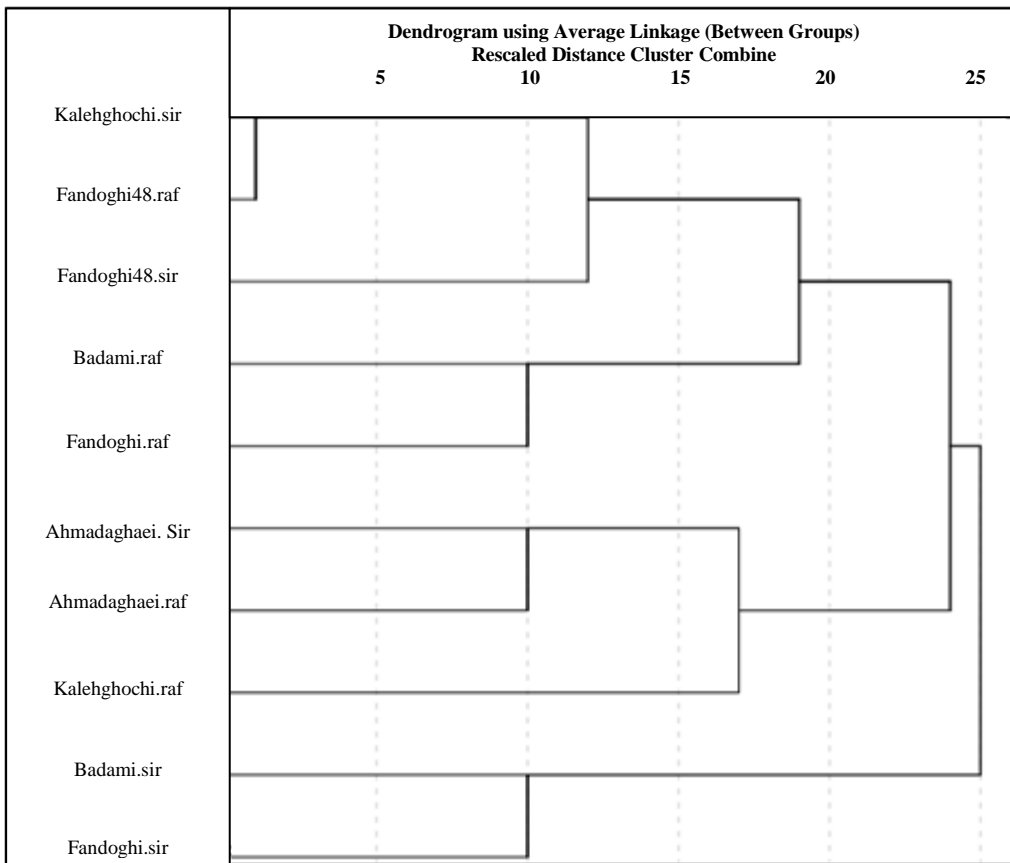 Dendrogram using Average Linkage (Between Groups)
Rescaled Distance Cluster Combine
5 10 15 20 25
Kalehghochi.sir
Fandoghi48.raf
Fandoghi48.sir
Badami.raf
Fandoghi.raf
Ahmadaghaei. Sir
Ahmadaghaei.raf
Kalehghochi.raf
Badami.sir
Fandoghi.sir